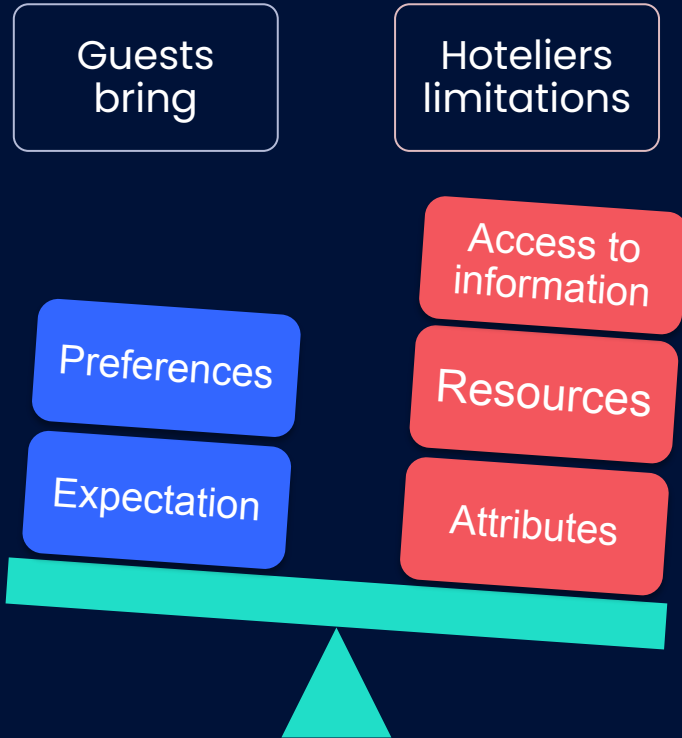 Guests
bring
Hoteliers
limitations
Access to
information
Preferences
Resources
Expectation
Attributes